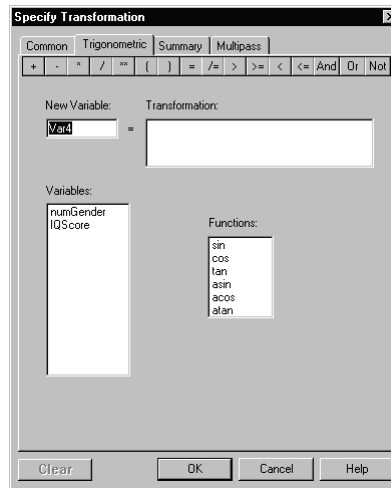 Specify Transformation
Common Trigonometric Summary Multipass
+ - * / ** ( ) = /= > >= < <= And Or Not
New Variable: Transformation:
Var4 =
Variables:
numGender
IQScore
Functions:
sin
cos
tan
asin
acos
atan
Clear OK Cancel Help